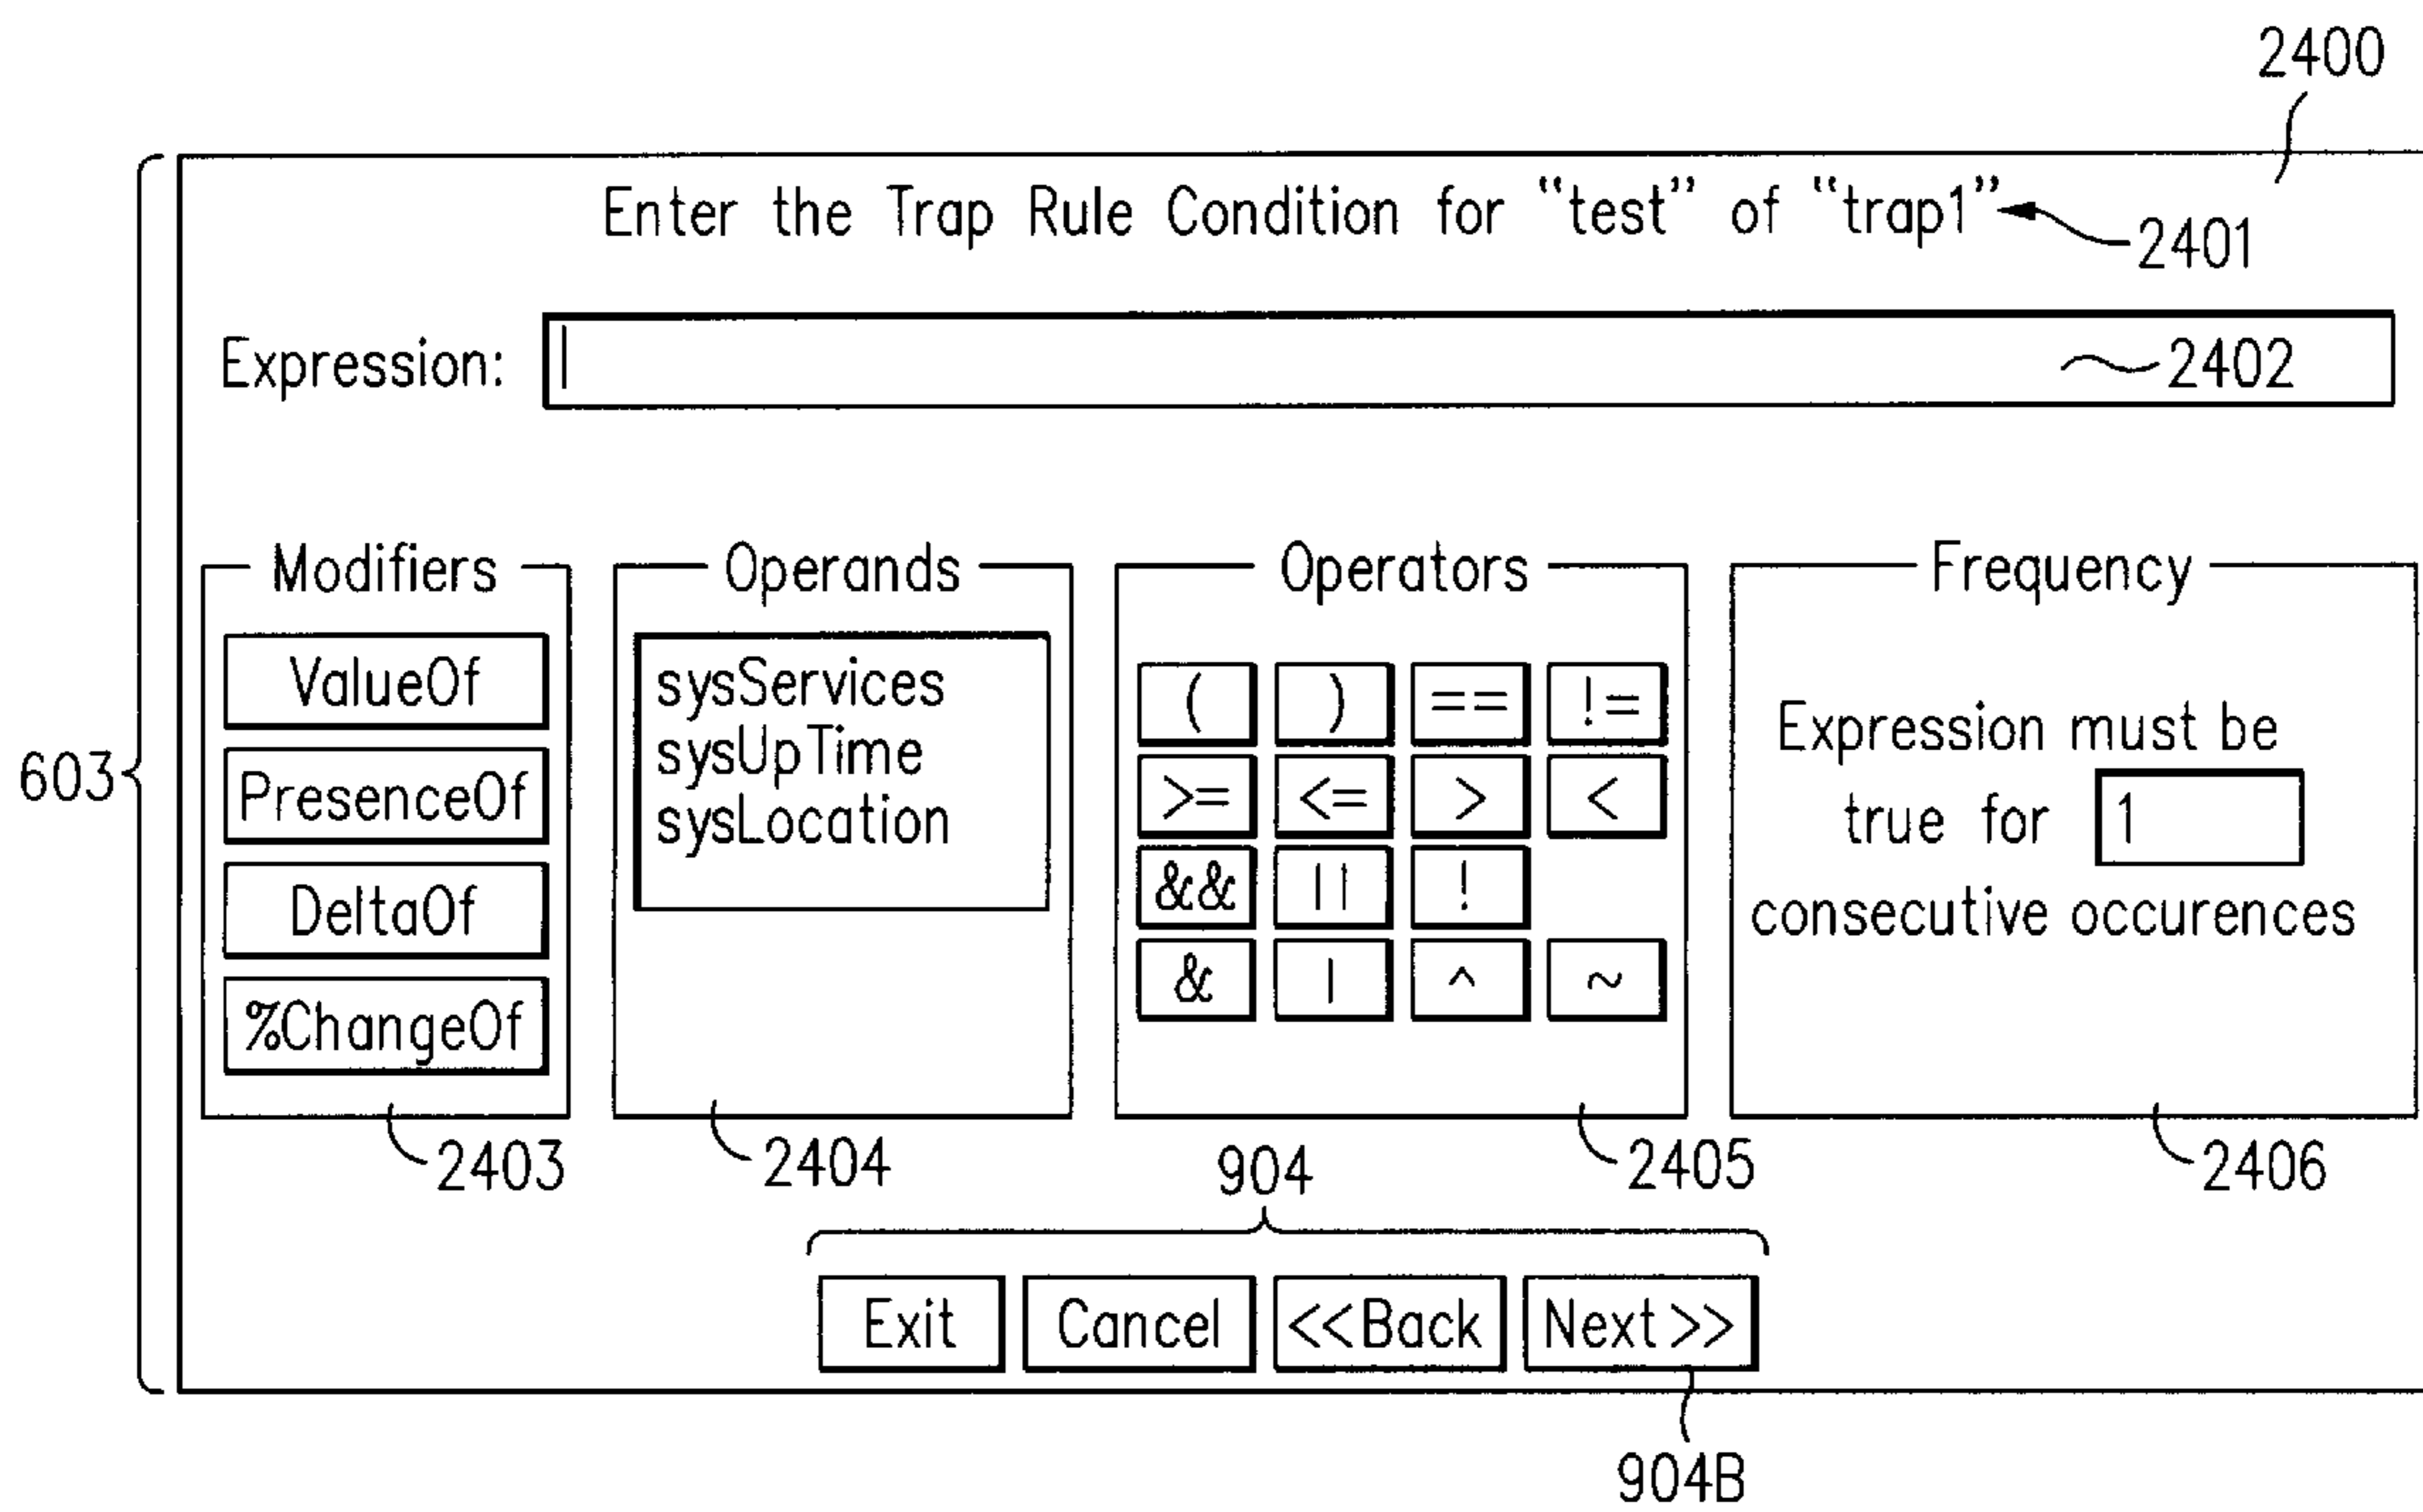 2400
Enter the Trap Rule Condition for “test” of “trap1”
2401
Expression:
2402
603
Modifiers
ValueOf
PresenceOf
DeltaOf
%ChangeOf
2403
Operands
sysServices
sysUpTime
sysLocation
2404
Operators
( ) == !=
>= <= > <
&& || !
& | ^ ~
2405
Frequency
Expression must be
true for 1
consecutive occurences
2406
904
Exit Cancel <<Back Next>>
904B